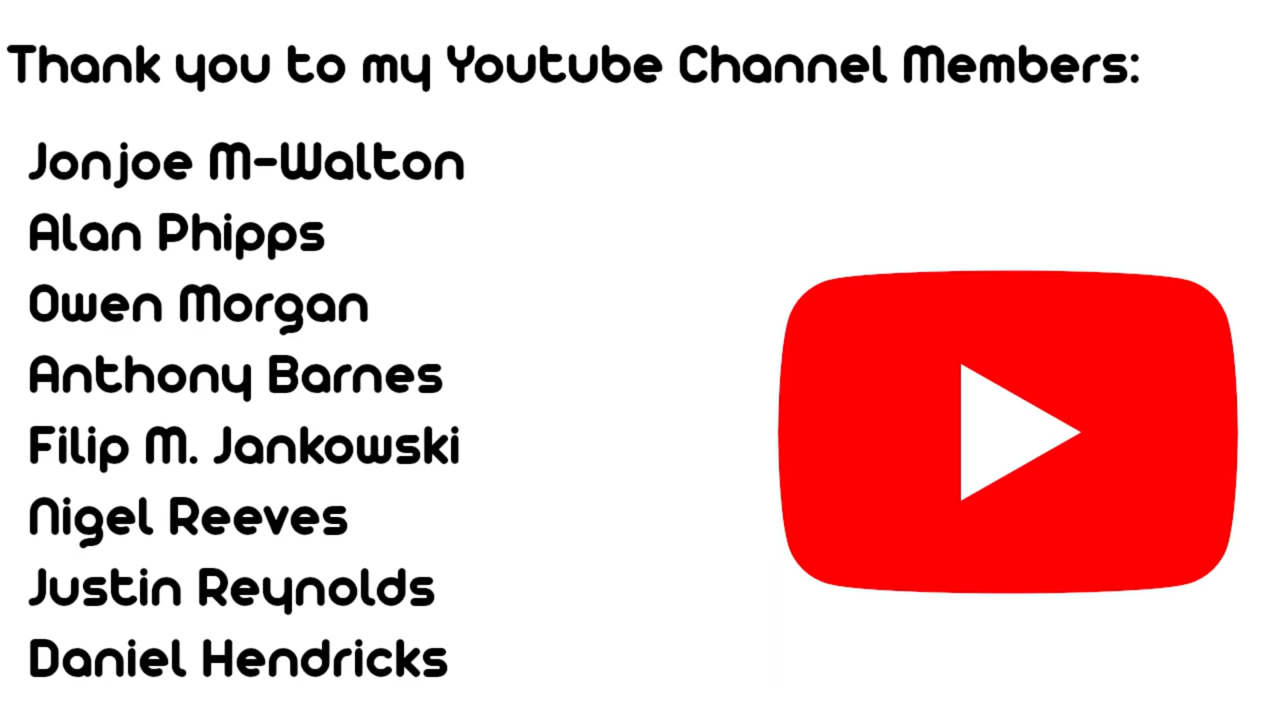 Thank you to my Youtube Channel Members:
Jonjoe M-Walton
Alan Phipps
Owen Morgan
Anthony Barnes
Filip M. Jankowski
Nigel Reeves
Justin Reynolds
Daniel Hendricks